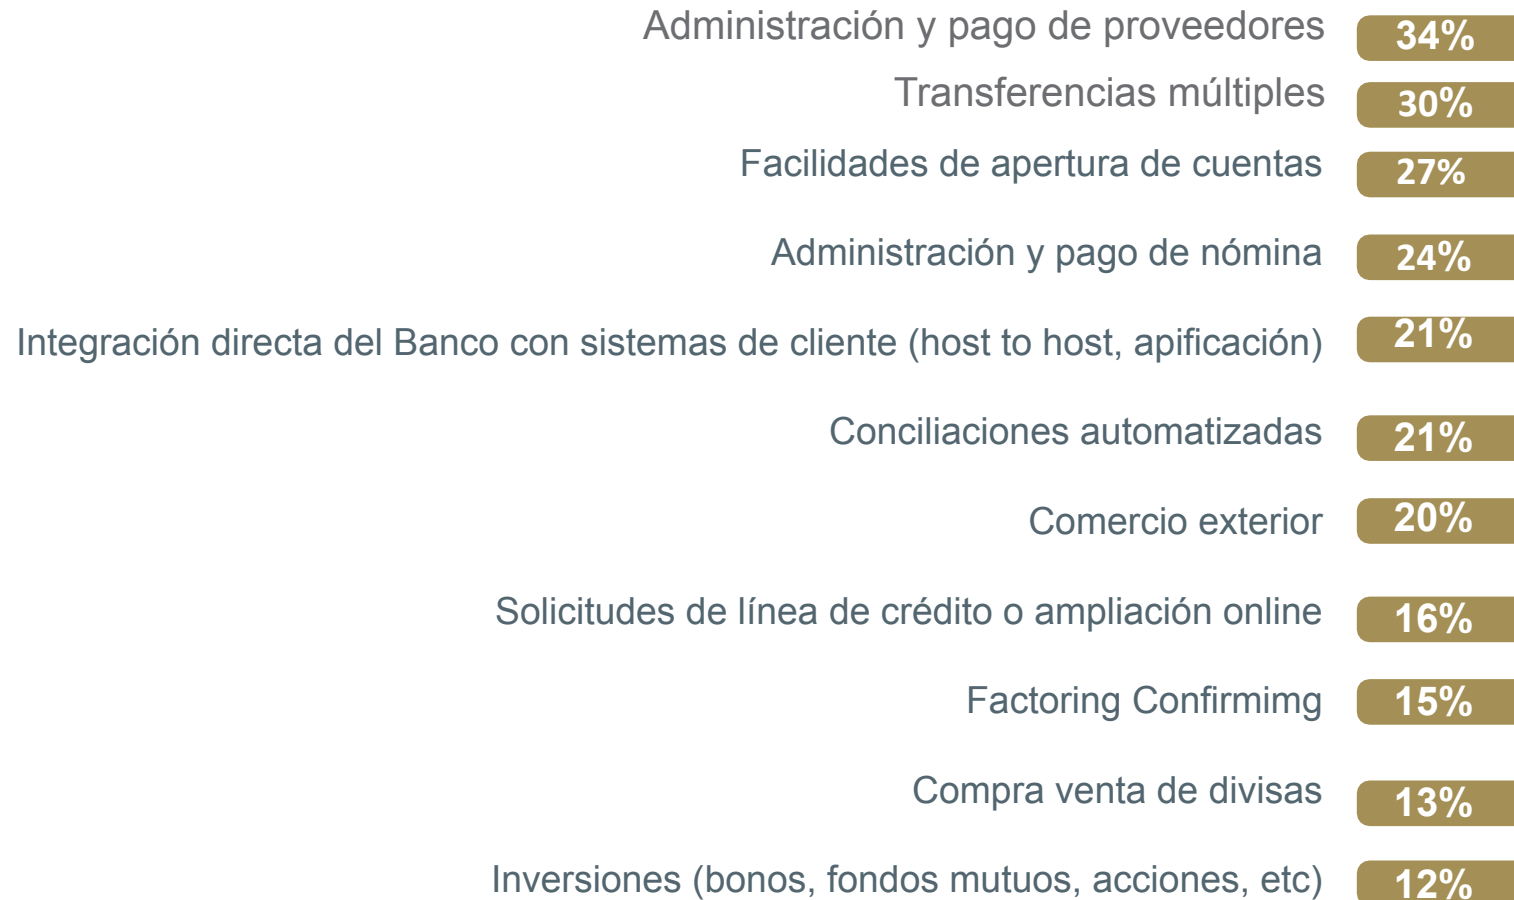 Administración y pago de proveedores 34%
Transferencias múltiples 30%
Facilidades de apertura de cuentas 27%
Administración y pago de nómina 24%
Integración directa del Banco con sistemas de cliente (host to host, apificación) 21%
Conciliaciones automatizadas 21%
Comercio exterior 20%
Solicitudes de línea de crédito o ampliación online 16%
Factoring Confirmimg 15%
Compra venta de divisas 13%
Inversiones (bonos, fondos mutuos, acciones, etc) 12%